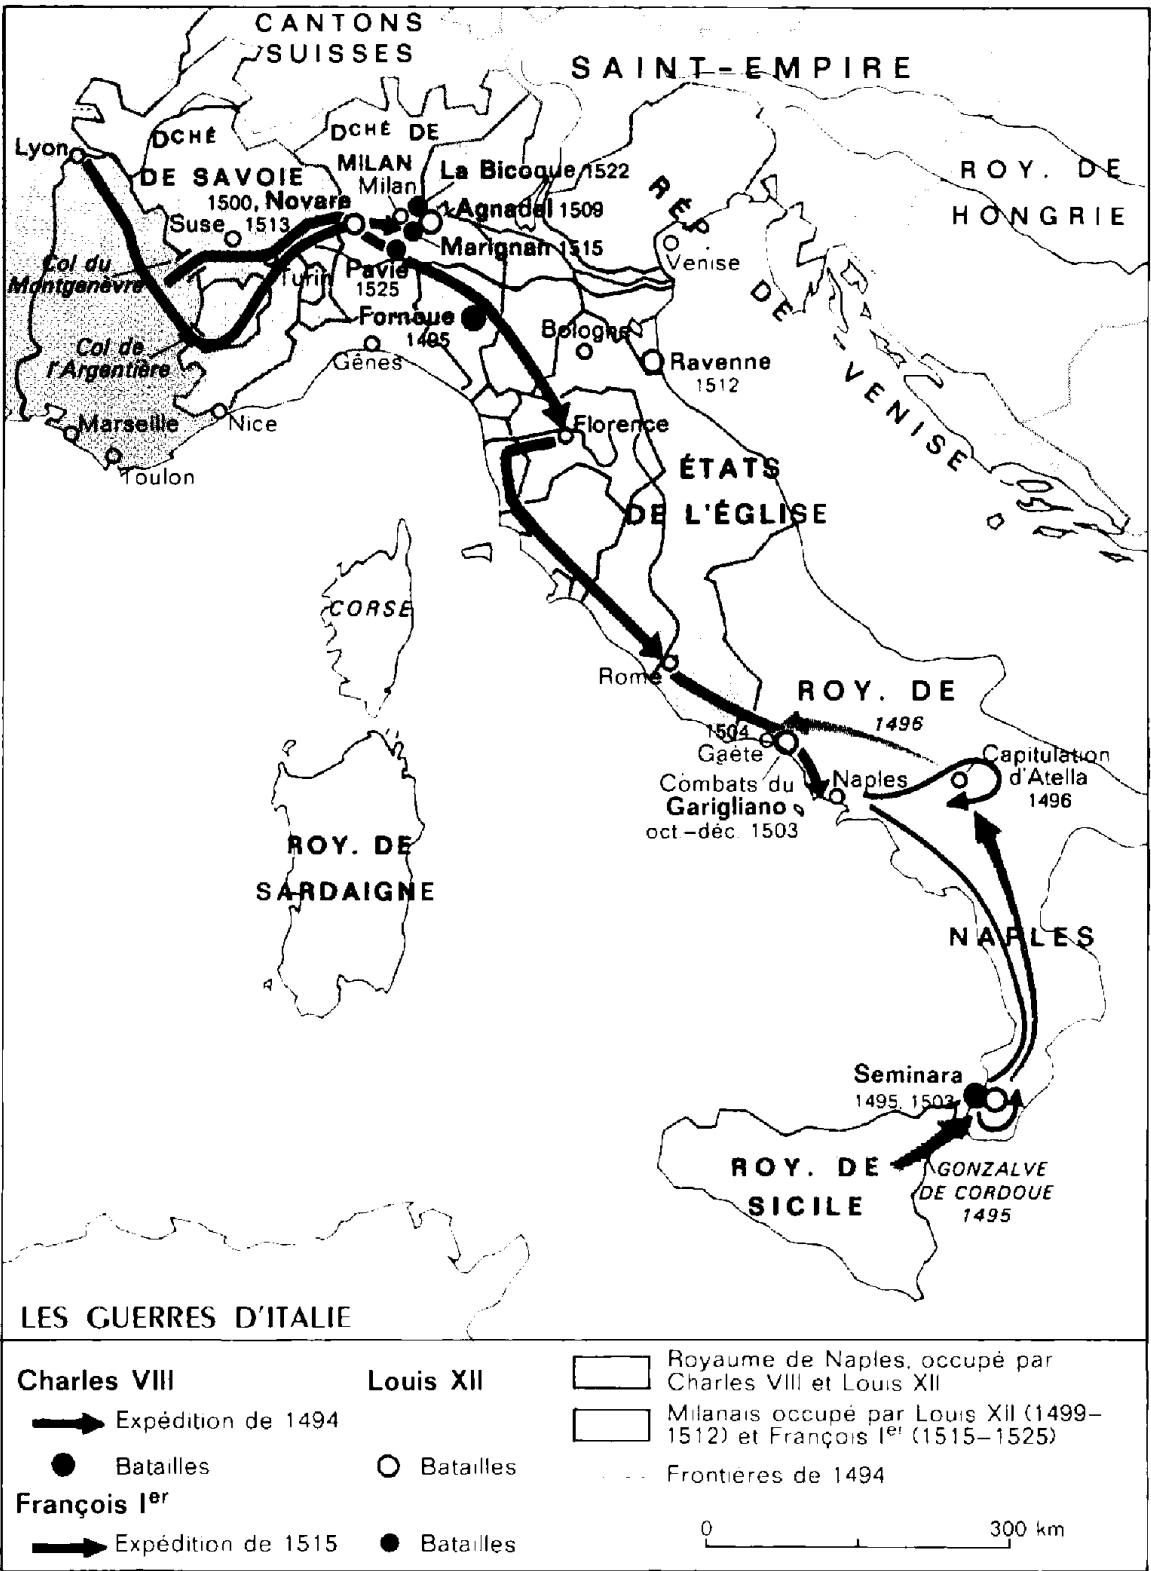 CANTONS
SUISSES
SAINT-EMPIRE
DCHÉ
DE SAVOIE
DCHÉ DE
MILAN
Milan
Lyon
La Bicoque 1522
1500, Novare
1513
Agnadel 1509
Suse
Marignan 1515
ROY. DE
HONGRIE
RÉP
DE
VENISE
Venise
Col du
Montgenèvre
Turin
Pavie
1525
Fornoue
1495
Bologne
Col de
l'Argentière
Gênes
Ravenne
1512
Nice
Marseille
Toulon
Florence
ÉTATS
DE L'ÉGLISE
CORSE
Rome
ROY. DE
1496
1504
Gaète
Combats du
Garigliano
oct.-déc. 1503
Naples
Capitulation
d'Atella
1496
ROY. DE
SARDAIGNE
NAPLES
Seminara
1495, 1503
ROY. DE
SICILE
GONZALVE
DE CORDOUE
1495
LES GUERRES D'ITALIE
Charles VIII
Expédition de 1494
Batailles
François Ier
Expédition de 1515
Louis XII
Batailles
Batailles
Royaume de Naples, occupé par
Charles VIII et Louis XII
Milanais occupé par Louis XII (1499-
1512) et François Ier (1515-1525)
Frontières de 1494
0 300 km